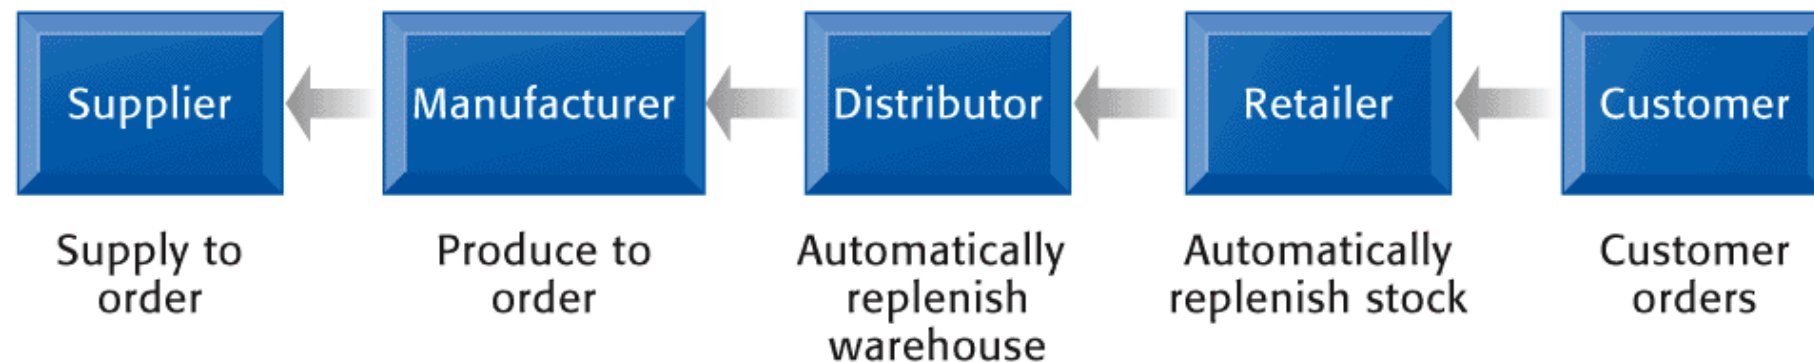 Supplier
Manufacturer
Distributor
Retailer
Customer
Supply to
order
Produce to
order
Automatically
replenish
warehouse
Automatically
replenish stock
Customer
orders